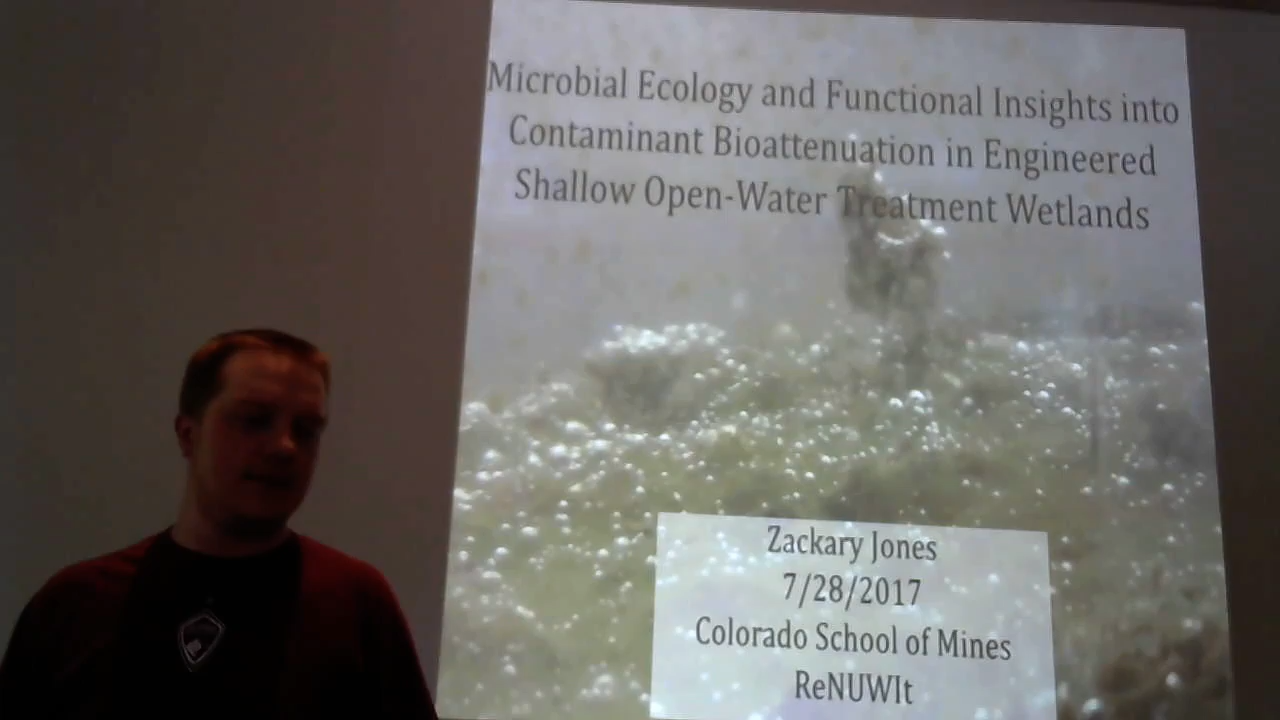 Microbial Ecology and Functional Insights into
Contaminant Bioattenuation in Engineered
Shallow Open-Water Treatment Wetlands
Zackary Jones
7/28/2017
Colorado School of Mines
ReNUWIt